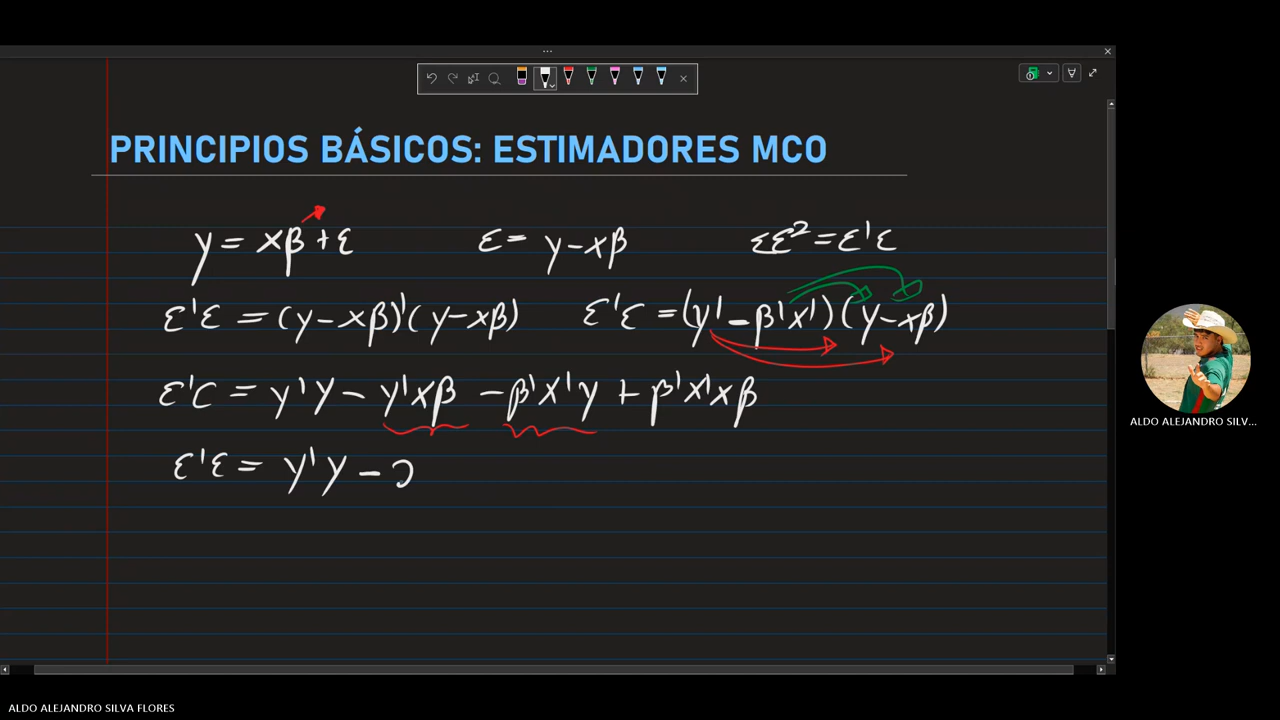 PRINCIPIOS BÁSICOS: ESTIMADORES MCO
y = xβ + ε    ε = y - xβ    Σε² = ε'ε
ε'ε = (y - xβ)'(y - xβ)    ε'ε = (y' - β'x')(y - xβ)
ε'ε = y'y - y'xβ - β'x'y + β'x'xβ
ε'ε = y'y -
ALDO ALEJANDRO SILV...
ALDO ALEJANDRO SILVA FLORES